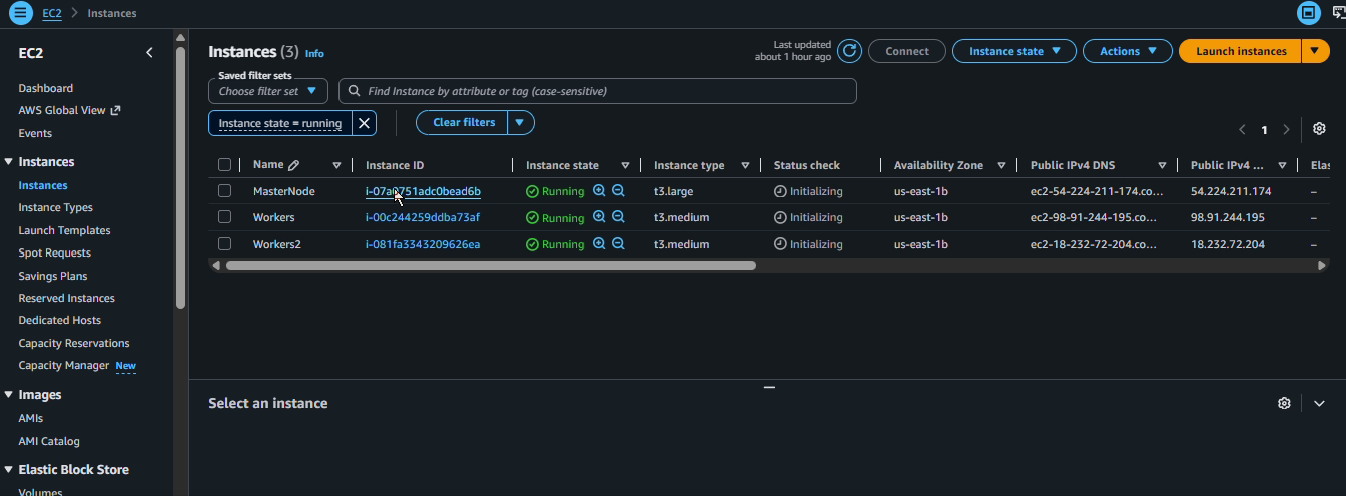 EC2 > Instances
EC2
Dashboard
AWS Global View
Events
Instances
Instances
Instance Types
Launch Templates
Spot Requests
Savings Plans
Reserved Instances
Dedicated Hosts
Capacity Reservations
Capacity Manager New
Images
AMIs
AMI Catalog
Elastic Block Store
Volumes
Instances (3) Info
Last updated
about 1 hour ago
Connect
Instance state
Actions
Launch instances
Saved filter sets
Choose filter set
Find Instance by attribute or tag (case-sensitive)
Instance state = running
Clear filters
1
Name Instance ID Instance state Instance type Status check Availability Zone Public IPv4 DNS Public IPv4 ... Elas
MasterNode i-07a0751adc0bead6b Running t3.large Initializing us-east-1b ec2-54-224-211-174.co... 54.224.211.174 –
Workers i-00c244259ddba73af Running t3.medium Initializing us-east-1b ec2-98-91-244-195.co... 98.91.244.195 –
Workers2 i-081fa3343209626ea Running t3.medium Initializing us-east-1b ec2-18-232-72-204.co... 18.232.72.204 –
Select an instance